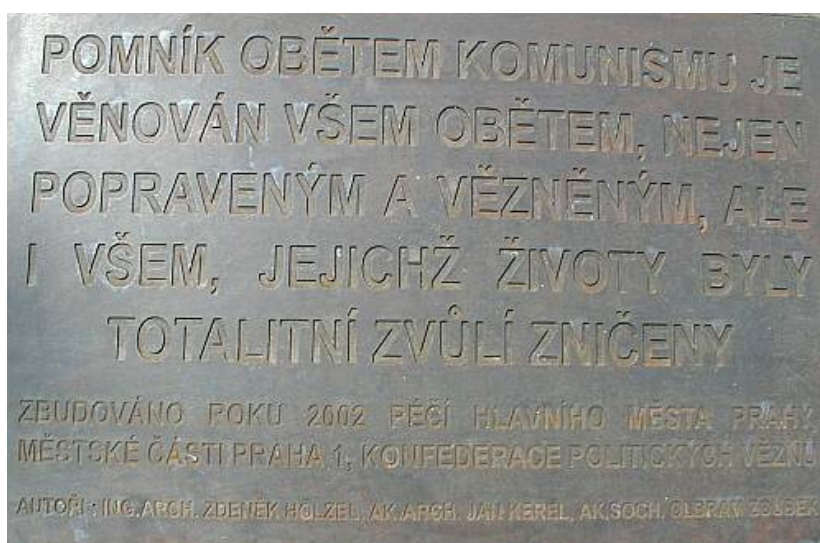 POMNÍK OBĚTEM KOMUNISMU JE
VĚNOVÁN VŠEM OBĚTEM, NEJEN
POPRAVENÝM A VĚZNĚNÝM, ALE
I VŠEM, JEJICHŽ ŽIVOTY BYLY
TOTALITNÍ ZVŮLÍ ZNIČENY
ZBUDOVÁNO ROKU 2002 PÉČÍ HLAVNÍHO MĚSTA PRAHY
MĚSTSKÉ ČÁSTI PRAHA 1, KONFEDERACE POLITICKÝCH VĚZŇŮ
AUTOŘI : ING.ARCH. ZDENĚK HÖLZEL, AK.ARCH. JAN KEREL, AK.SOCH. OLBRAM ZOUBEK